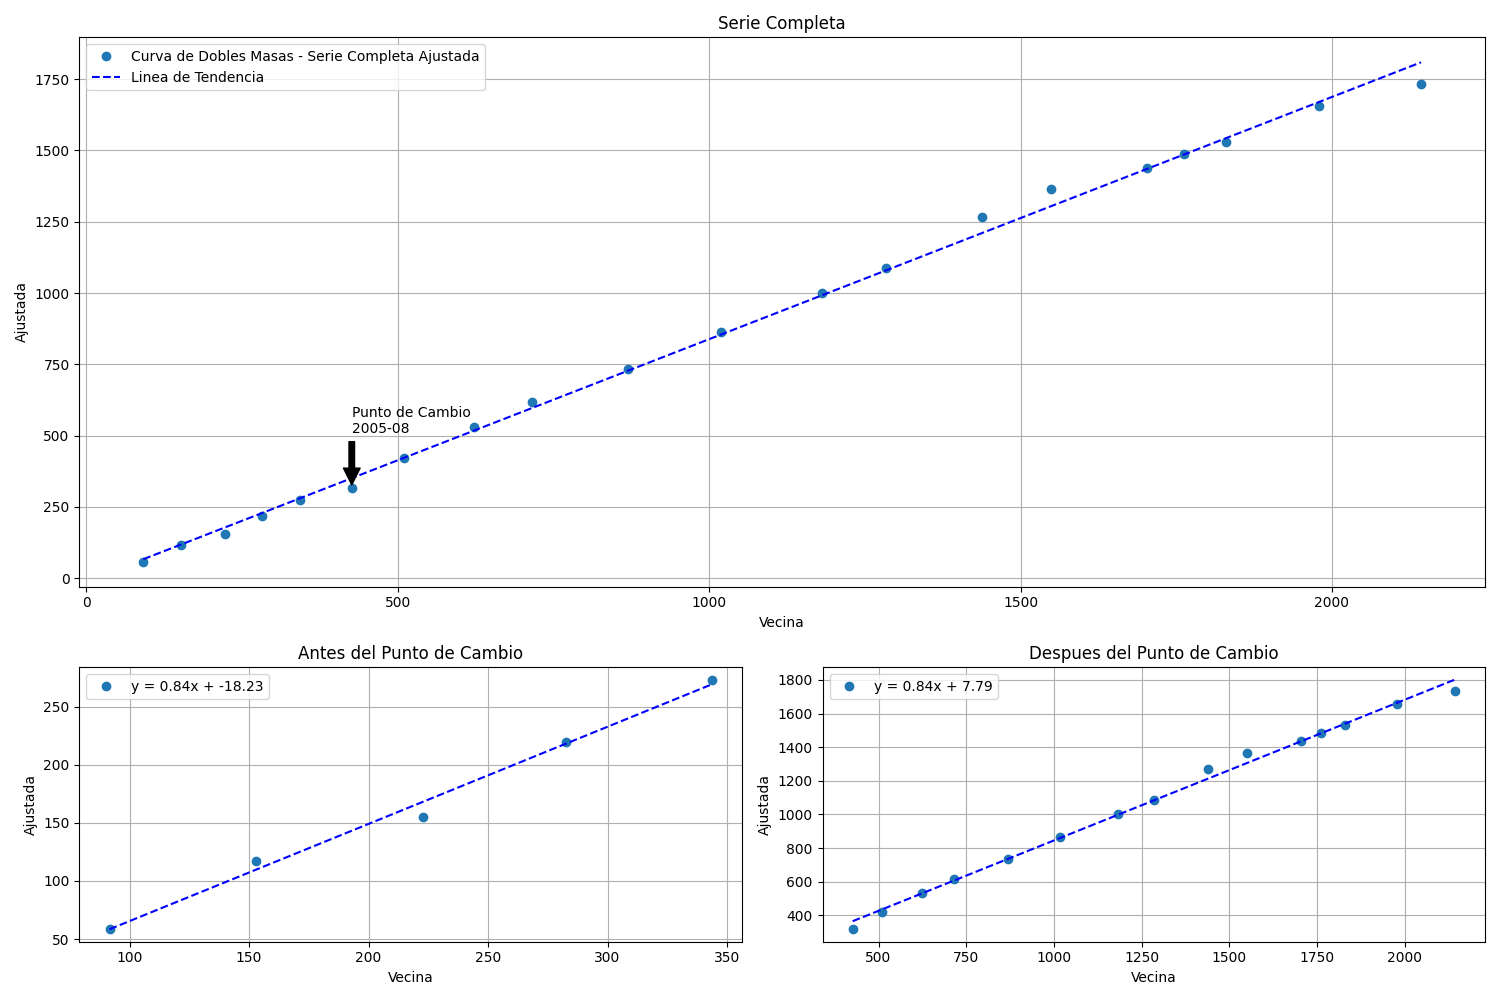 Serie Completa
Curva de Dobles Masas - Serie Completa Ajustada
Linea de Tendencia
1750
1500
1250
1000
750
500
250
0
Ajustada
Punto de Cambio
2005-08
0 500 1000 1500 2000
Vecina
Antes del Punto de Cambio
y = 0.84x + -18.23
250
200
150
100
50
Ajustada
100 150 200 250 300 350
Vecina
Despues del Punto de Cambio
y = 0.84x + 7.79
1800
1600
1400
1200
1000
800
600
400
Ajustada
500 750 1000 1250 1500 1750 2000
Vecina